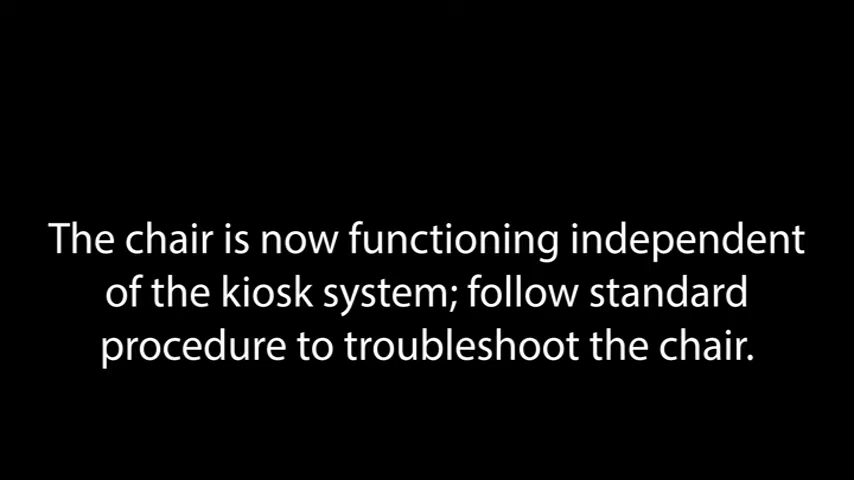 The chair is now functioning independent
of the kiosk system; follow standard
procedure to troubleshoot the chair.